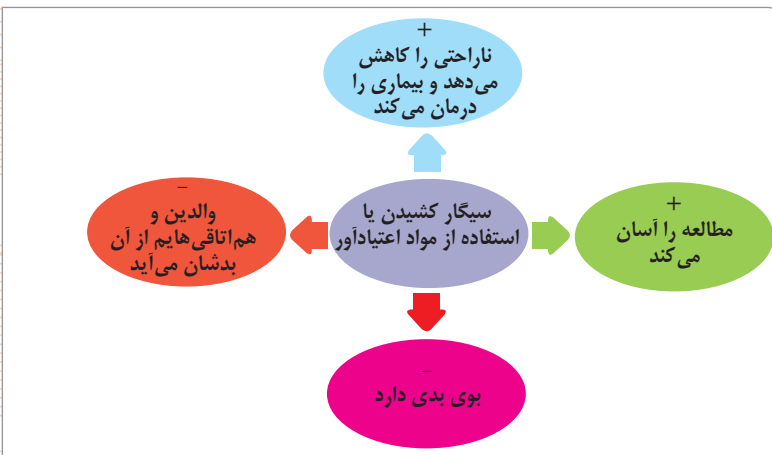 +
ناراحتی را کاهش
می‌دهد و بیماری را
درمان می‌کند
+
مطالعه را آسان
می‌کند
سیگار کشیدن یا
استفاده از مواد اعتیادآور
–
والدین و
هم‌اتاقی‌هایم از آن
بدشان می‌آید
–
بوی بدی دارد